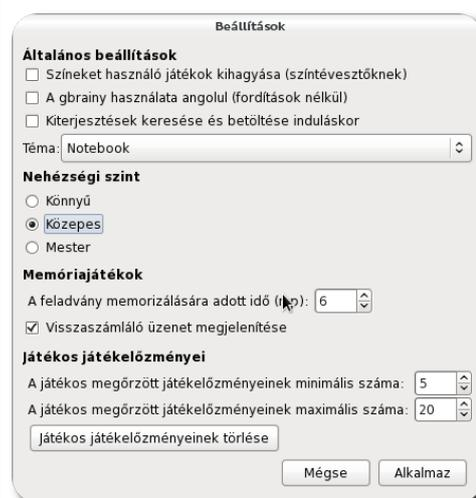 Beállítások
Általános beállítások
Színeket használó játékok kihagyása (színtévesztőknek)
A gbrainy használata angolul (fordítások nélkül)
Kiterjesztések keresése és betöltése induláskor
Téma: Notebook
Nehézségi szint
Könnyű
Közepes
Mester
Memóriajátékok
A feladvány memorizálására adott idő 6
Visszaszámláló üzenet megjelenítése
Játékos játékelőzményei
A játékos megőrzött játékelőzményeinek minimális száma: 5
A játékos megőrzött játékelőzményeinek maximális száma: 20
Játékos játékelőzményeinek törlése
Mégse Alkalmaz